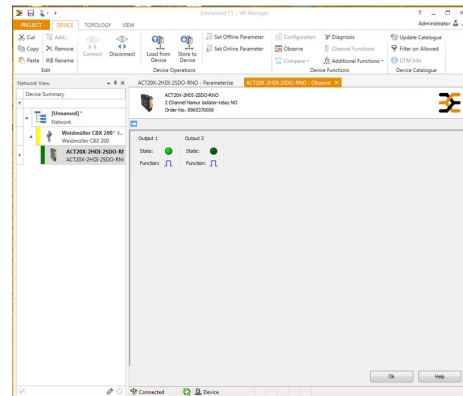 [Unnamed] (*) - WI-Manager
PROJECT DEVICE TOPOLOGY VIEW
Administrator
Cut
Add...
Copy
Remove
Paste
Rename
Edit
Connect
Disconnect
Load from Device
Store to Device
Device Operations
Set Offline Parameter
Set Online Parameter
Configuration
Observe
Compare
Diagnosis
Channel Functions
Additional Functions
Device Functions
Update Catalogue
Filter on Allowed
DTM Info
Device Catalogue
Network View
Device Summary
[Unnamed]*
Network
Weidmüller CBX 200*
Weidmüller CBX 200
ACT20X-2HDI-2SDO-RN
ACT20X-2HDI-2SDO-RNO
ACT20X-2HDI-2SDO-RNO - Parameterize
ACT20X-2HDI-2SDO-RNO - Observe
ACT20X-2HDI-2SDO-RNO
2 Channel Namur isolator-relay NO
Order-No. 8965370000
Output 1 Output 2
State: State:
Function: Function:
Ok Help
Connected Device